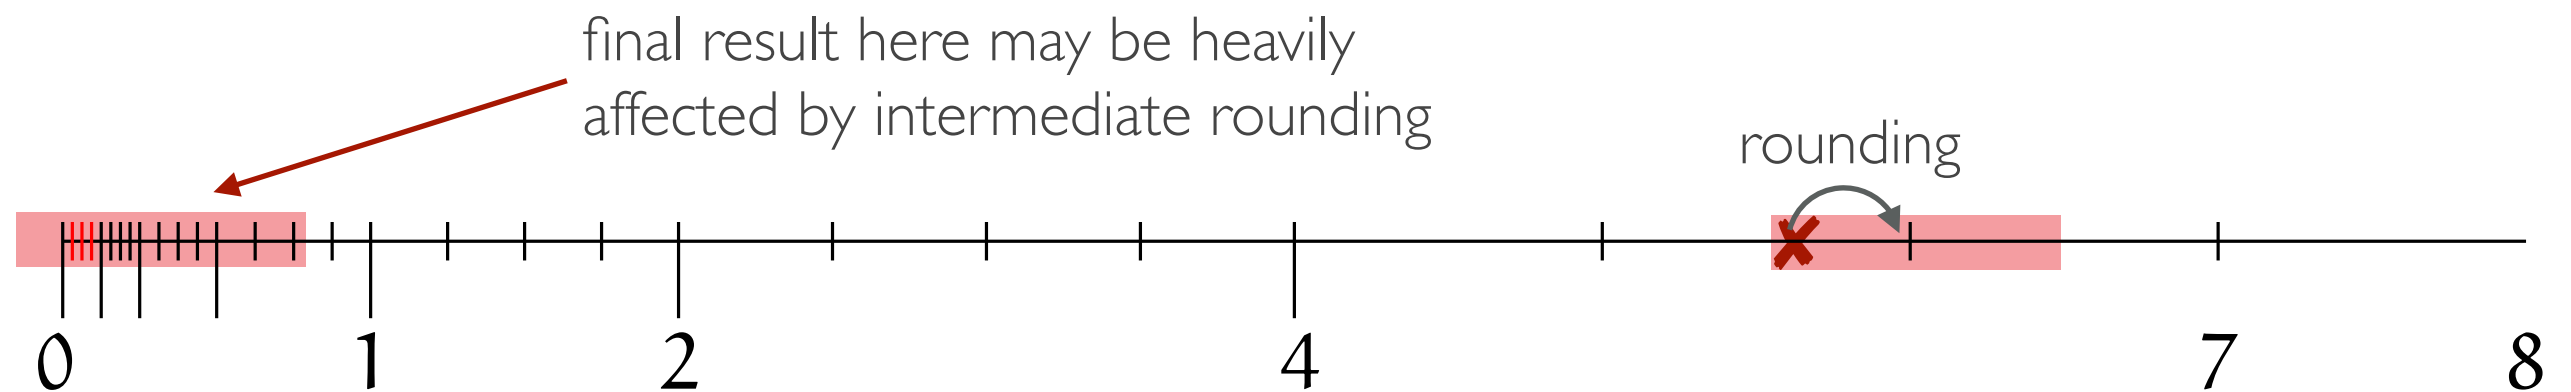 final result here may be heavily
affected by intermediate rounding
rounding
0 1 2 4 7 8